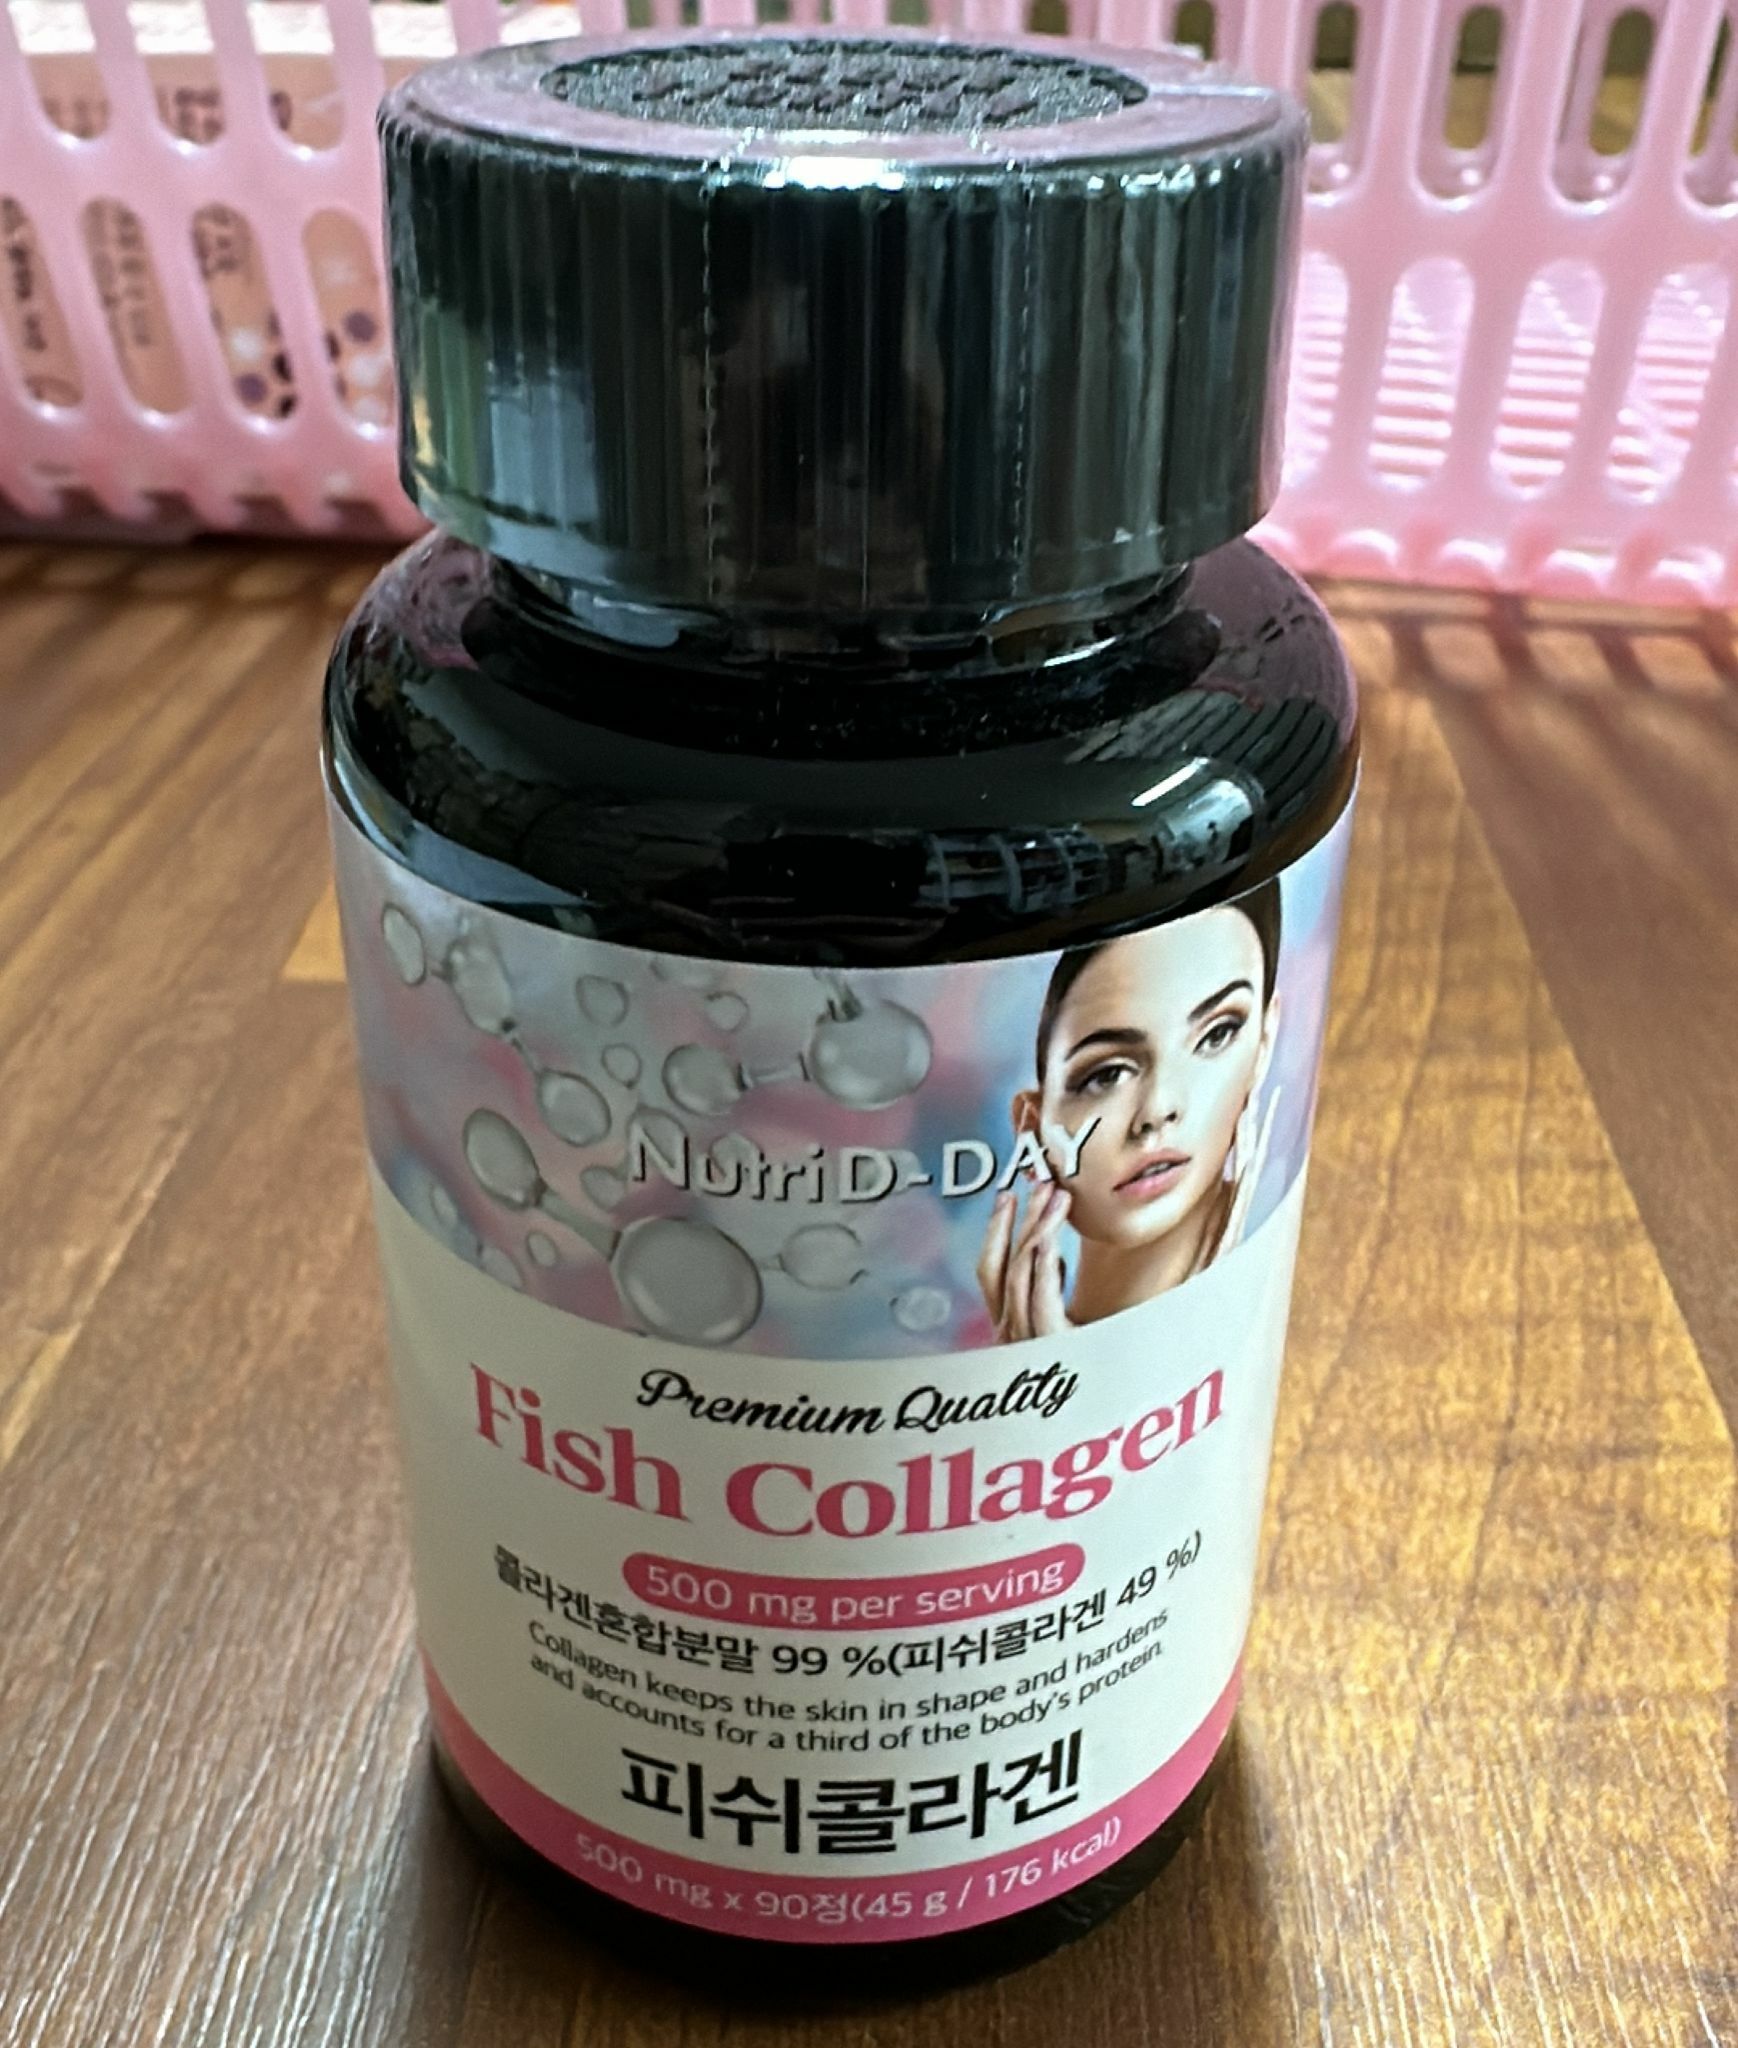 Nutri D-DAY
Premium Quality
Fish Collagen
500 mg per serving
콜라겐혼합분말 99 %(피쉬콜라겐 49 %)
Collagen keeps the skin in shape and hardens
and accounts for a third of the body's protein.
피쉬콜라겐
500 mg x 90정(45 g / 176 kcal)